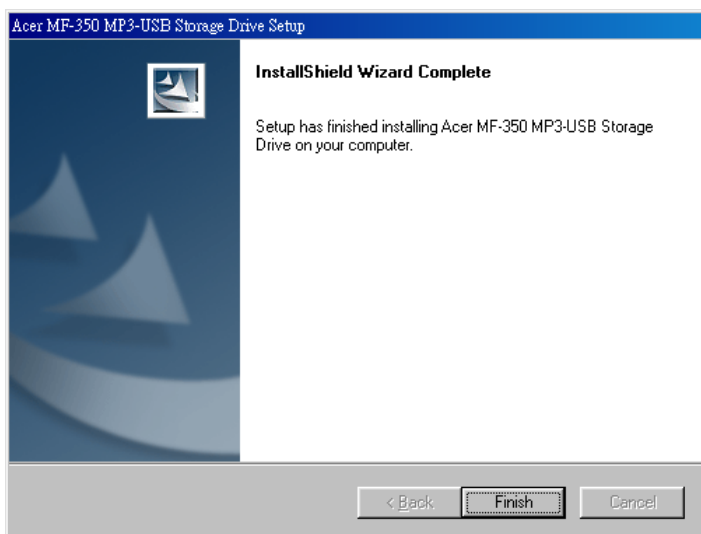 Acer MF-350 MP3-USB Storage Drive Setup
InstallShield Wizard Complete
Setup has finished installing Acer MF-350 MP3-USB Storage
Drive on your computer.
< Back
Finish
Cancel